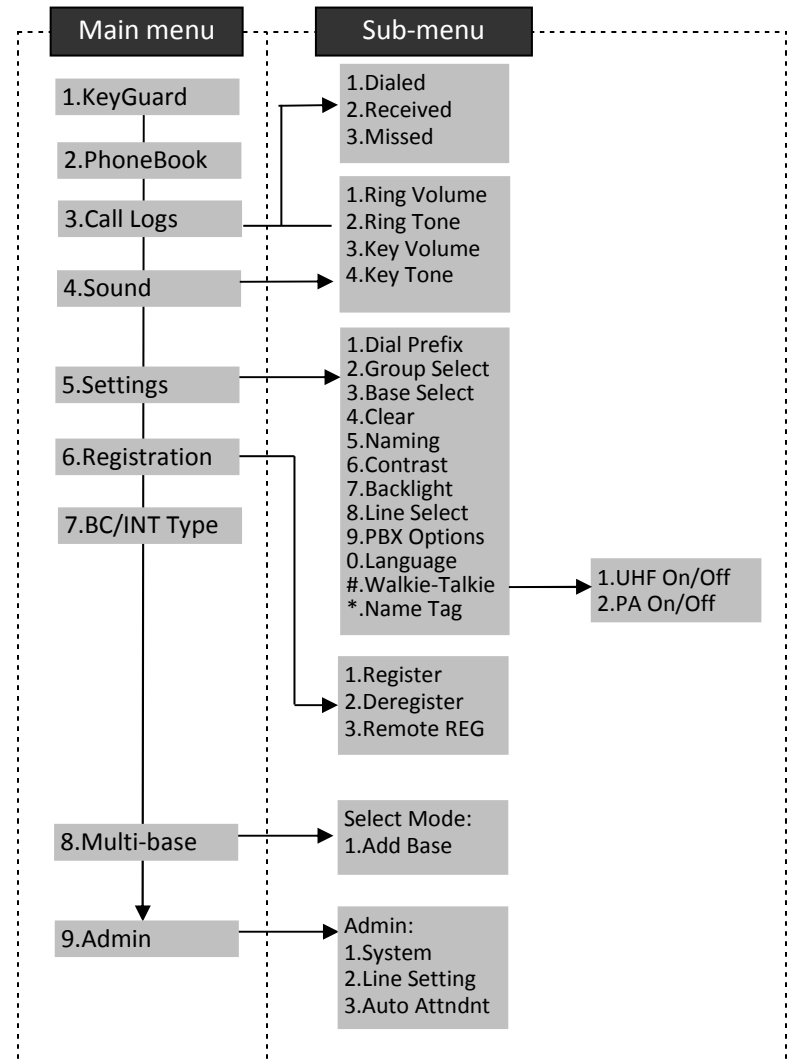 Main menu
Sub-menu
1.KeyGuard
2.PhoneBook
3.Call Logs
4.Sound
5.Settings
6.Registration
7.BC/INT Type
8.Multi-base
9.Admin
1.Dialed
2.Received
3.Missed
1.Ring Volume
2.Ring Tone
3.Key Volume
4.Key Tone
1.Dial Prefix
2.Group Select
3.Base Select
4.Clear
5.Naming
6.Contrast
7.Backlight
8.Line Select
9.PBX Options
0.Language
#.Walkie-Talkie
*.Name Tag
1.UHF On/Off
2.PA On/Off
1.Register
2.Deregister
3.Remote REG
Select Mode:
1.Add Base
Admin:
1.System
2.Line Setting
3.Auto Attndnt